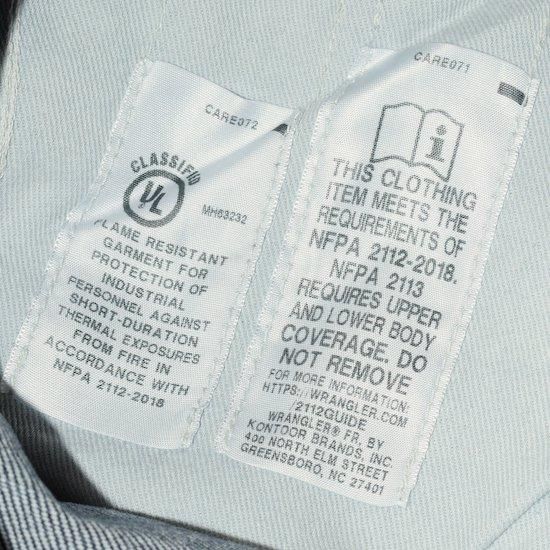 CARE072
CLASSIFIED
UL
MH63232
FLAME RESISTANT
GARMENT FOR
PROTECTION OF
INDUSTRIAL
PERSONNEL AGAINST
SHORT-DURATION
THERMAL EXPOSURES
FROM FIRE IN
ACCORDANCE WITH
NFPA 2112-2018
CARE071
i
THIS CLOTHING
ITEM MEETS THE
REQUIREMENTS OF
NFPA 2112-2018.
NFPA 2113
REQUIRES UPPER
AND LOWER BODY
COVERAGE. DO
NOT REMOVE
FOR MORE INFORMATION:
HTTPS://WRANGLER.COM
2112GUIDE
WRANGLER® FR, BY
KONTOOR BRANDS, INC.
400 NORTH ELM STREET
GREENSBORO, NC 27401